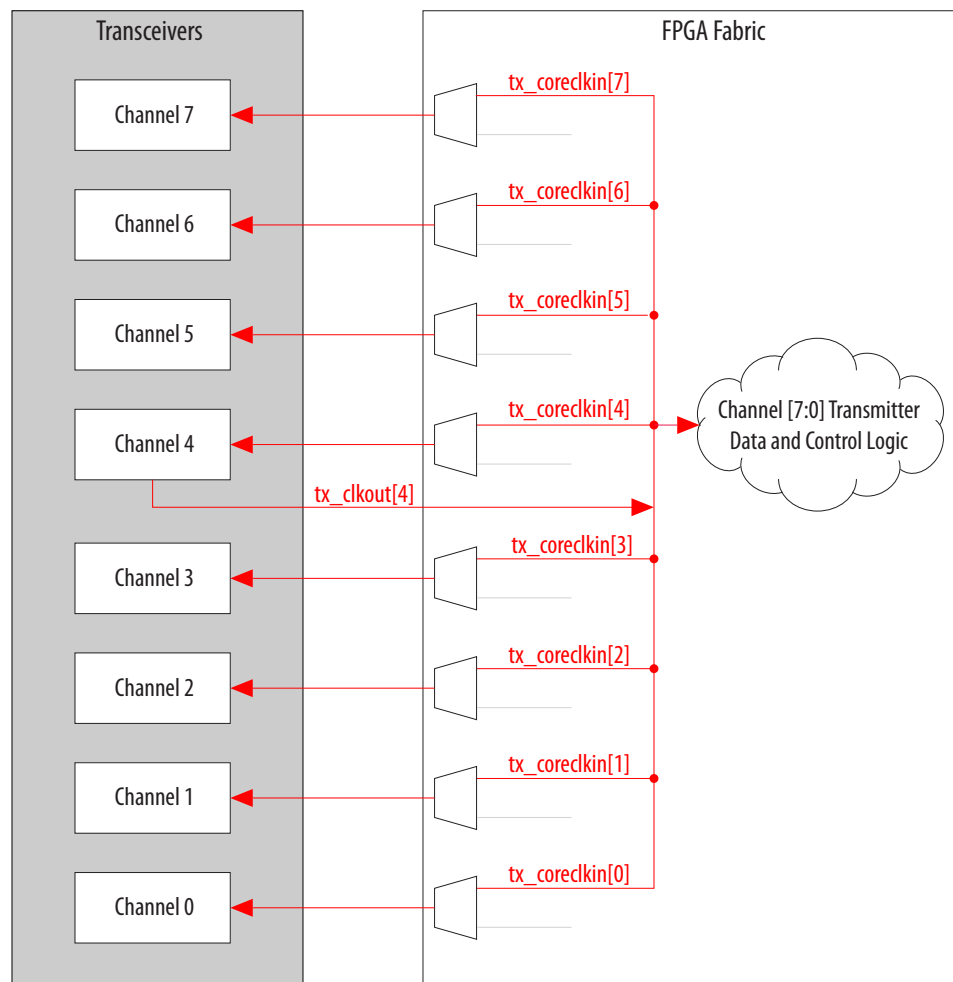 Transceivers
FPGA Fabric
Channel 7
tx_coreclkin[7]
Channel 6
tx_coreclkin[6]
Channel 5
tx_coreclkin[5]
Channel 4
tx_coreclkin[4]
Channel [7:0] Transmitter
Data and Control Logic
tx_clkout[4]
Channel 3
tx_coreclkin[3]
Channel 2
tx_coreclkin[2]
Channel 1
tx_coreclkin[1]
Channel 0
tx_coreclkin[0]